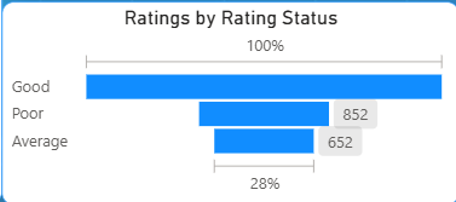 Ratings by Rating Status
100%
Good
Poor 852
Average 652
28%